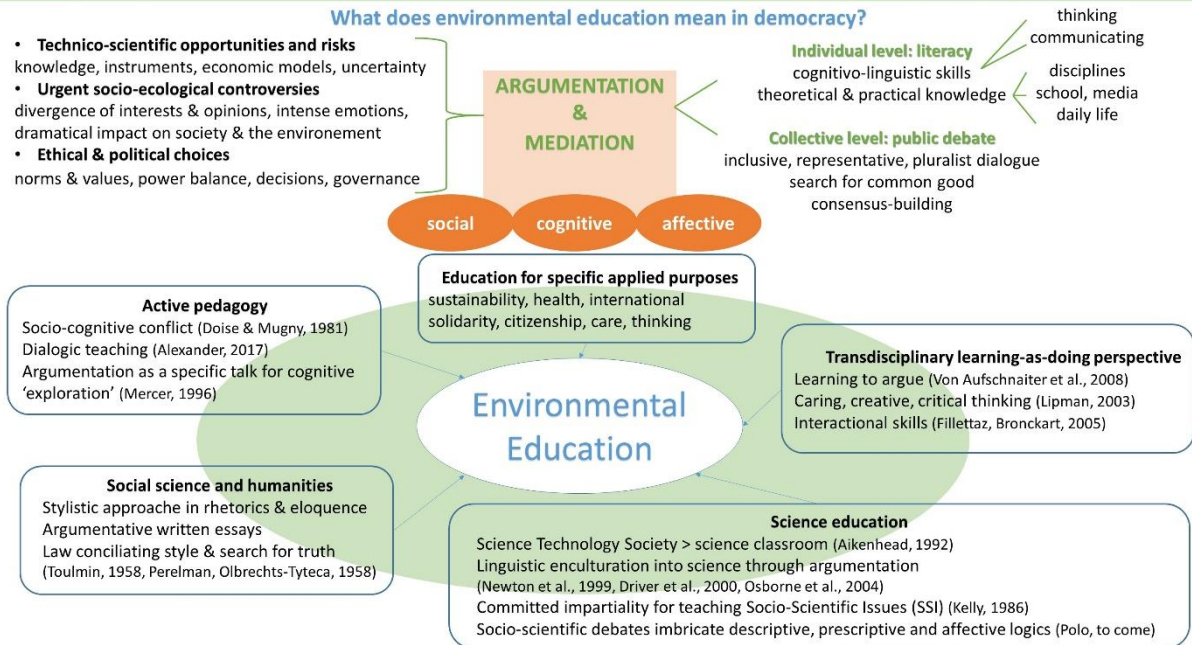 What does environmental education mean in democracy?
• Technico-scientific opportunities and risks
knowledge, instruments, economic models, uncertainty
• Urgent socio-ecological controversies
divergence of interests & opinions, intense emotions,
dramatical impact on society & the environement
• Ethical & political choices
norms & values, power balance, decisions, governance
ARGUMENTATION
&
MEDIATION
Individual level: literacy
cognitivo-linguistic skills
theoretical & practical knowledge
thinking
communicating
disciplines
school, media
daily life
Collective level: public debate
inclusive, representative, pluralist dialogue
search for common good
consensus-building
social
cognitive
affective
Education for specific applied purposes
sustainability, health, international
solidarity, citizenship, care, thinking
Active pedagogy
Socio-cognitive conflict (Doise & Mugny, 1981)
Dialogic teaching (Alexander, 2017)
Argumentation as a specific talk for cognitive
‘exploration’ (Mercer, 1996)
Transdisciplinary learning-as-doing perspective
Learning to argue (Von Aufschnaiter et al., 2008)
Caring, creative, critical thinking (Lipman, 2003)
Interactional skills (Fillettaz, Bronckart, 2005)
Environmental
Education
Social science and humanities
Stylistic approache in rhetorics & eloquence
Argumentative written essays
Law conciliating style & search for truth
(Toulmin, 1958, Perelman, Olbrechts-Tyteca, 1958)
Science education
Science Technology Society > science classroom (Aikenhead, 1992)
Linguistic enculturation into science through argumentation
(Newton et al., 1999, Driver et al., 2000, Osborne et al., 2004)
Committed impartiality for teaching Socio-Scientific Issues (SSI) (Kelly, 1986)
Socio-scientific debates imbricate descriptive, prescriptive and affective logics (Polo, to come)